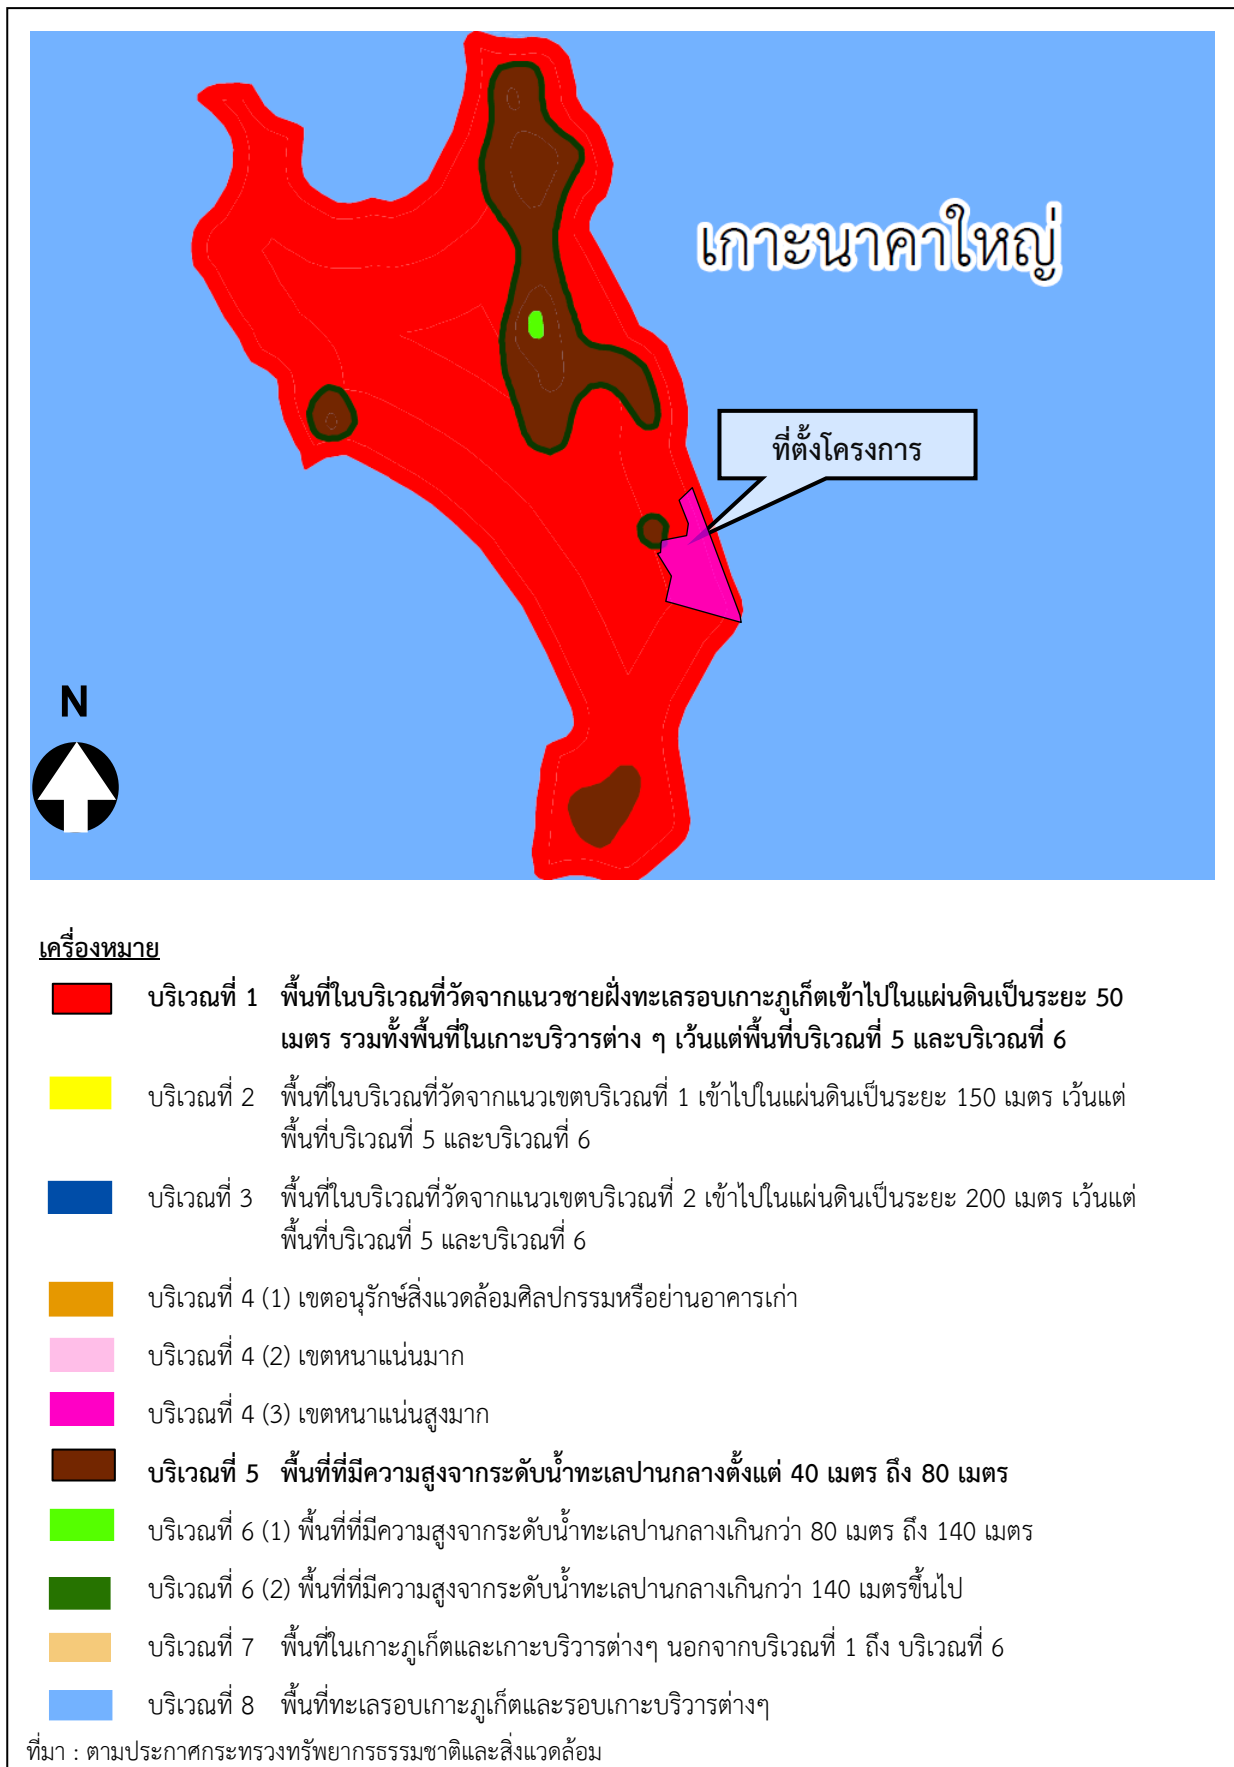 เกาะนาคาใหญ่
ที่ตั้งโครงการ
N
เครื่องหมาย
บริเวณที่ 1 พื้นที่ในบริเวณที่วัดจากแนวชายฝั่งทะเลรอบเกาะภูเก็ตเข้าไปในแผ่นดินเป็นระยะ 50
เมตร รวมทั้งพื้นที่ในเกาะบริวารต่าง ๆ เว้นแต่พื้นที่บริเวณที่ 5 และบริเวณที่ 6
บริเวณที่ 2 พื้นที่ในบริเวณที่วัดจากแนวเขตบริเวณที่ 1 เข้าไปในแผ่นดินเป็นระยะ 150 เมตร เว้นแต่
พื้นที่บริเวณที่ 5 และบริเวณที่ 6
บริเวณที่ 3 พื้นที่ในบริเวณที่วัดจากแนวเขตบริเวณที่ 2 เข้าไปในแผ่นดินเป็นระยะ 200 เมตร เว้นแต่
พื้นที่บริเวณที่ 5 และบริเวณที่ 6
บริเวณที่ 4 (1) เขตอนุรักษ์สิ่งแวดล้อมศิลปกรรมหรือย่านอาคารเก่า
บริเวณที่ 4 (2) เขตหนาแน่นมาก
บริเวณที่ 4 (3) เขตหนาแน่นสูงมาก
บริเวณที่ 5 พื้นที่ที่มีความสูงจากระดับน้ำทะเลปานกลางตั้งแต่ 40 เมตร ถึง 80 เมตร
บริเวณที่ 6 (1) พื้นที่ที่มีความสูงจากระดับน้ำทะเลปานกลางเกินกว่า 80 เมตร ถึง 140 เมตร
บริเวณที่ 6 (2) พื้นที่ที่มีความสูงจากระดับน้ำทะเลปานกลางเกินกว่า 140 เมตรขึ้นไป
บริเวณที่ 7 พื้นที่ในเกาะภูเก็ตและเกาะบริวารต่างๆ นอกจากบริเวณที่ 1 ถึง บริเวณที่ 6
บริเวณที่ 8 พื้นที่ทะเลรอบเกาะภูเก็ตและรอบเกาะบริวารต่างๆ
ที่มา : ตามประกาศกระทรวงทรัพยากรธรรมชาติและสิ่งแวดล้อม